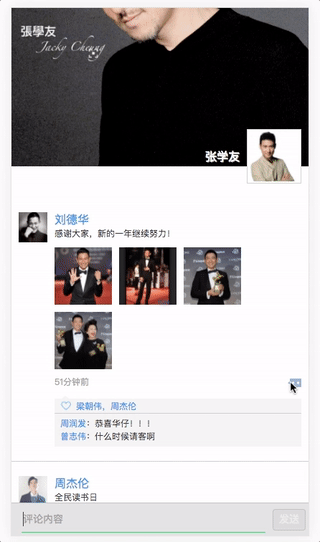 張學友
Jacky Cheung
张学友
刘德华
感谢大家，新的一年继续努力！
51分钟前
梁朝伟，周杰伦
周润发：恭喜华仔！！！
曾志伟：什么时候请客啊
周杰伦
全民读书日
评论内容
发送